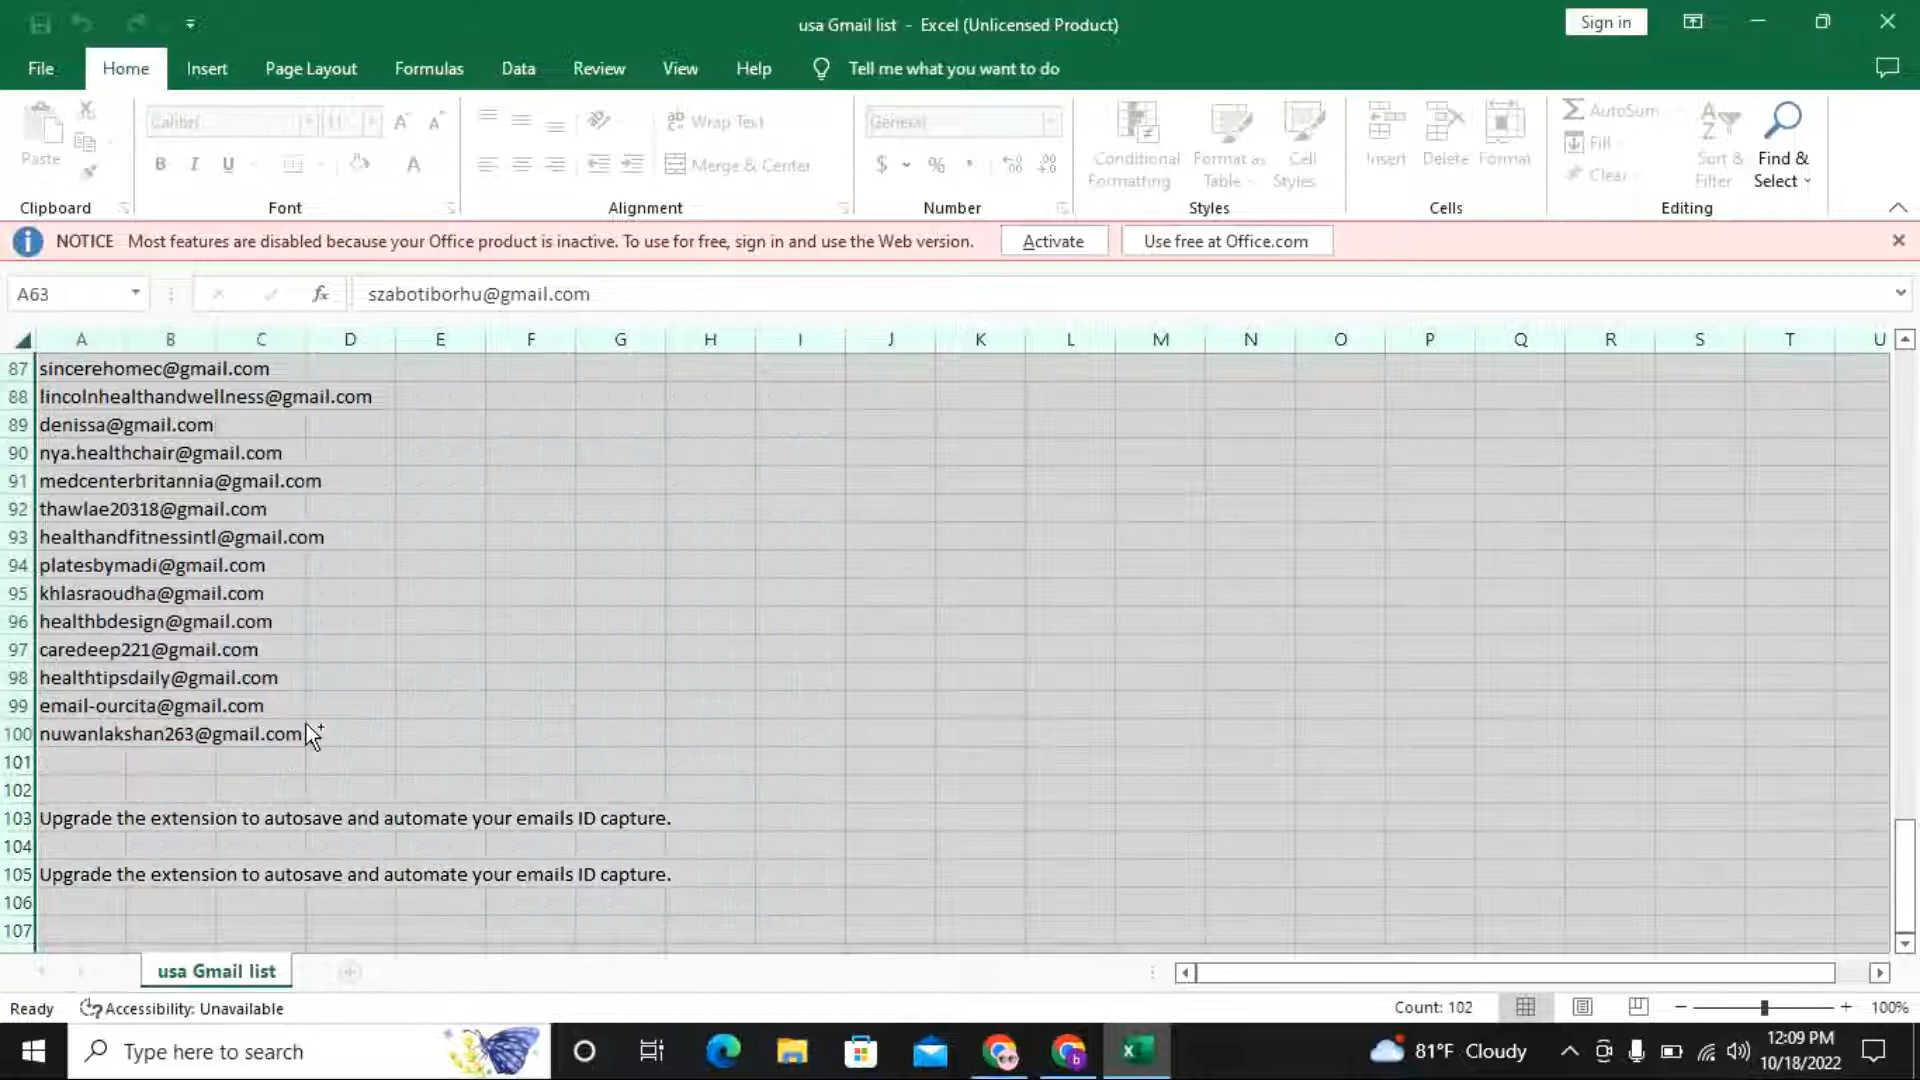 usa Gmail list - Excel (Unlicensed Product)
Sign in
File Home Insert Page Layout Formulas Data Review View Help Tell me what you want to do
Calibri 11 A A
ab Wrap Text
General
AutoSum
Fill
Clear
Paste
B I U A
Merge & Center
$ % , .00
Conditional Formatting
Format as Table
Cell Styles
Insert Delete Format
Sort & Filter
Find & Select
Clipboard Font Alignment Number Styles Cells Editing
NOTICE Most features are disabled because your Office product is inactive. To use for free, sign in and use the Web version. Activate Use free at Office.com
A63 fx szabotiborhu@gmail.com
A B C D E F G H I J K L M N O P Q R S T U
87 sincerehomec@gmail.com
88 lincolnhealthandwellness@gmail.com
89 denissa@gmail.com
90 nya.healthchair@gmail.com
91 medcenterbritannia@gmail.com
92 thawlae20318@gmail.com
93 healthandfitnessintl@gmail.com
94 platesbymadi@gmail.com
95 khlasraoudha@gmail.com
96 healthbdesign@gmail.com
97 caredeep221@gmail.com
98 healthtipsdaily@gmail.com
99 email-ourcita@gmail.com
100 nuwanlakshan263@gmail.com
101
102
103 Upgrade the extension to autosave and automate your emails ID capture.
104
105 Upgrade the extension to autosave and automate your emails ID capture.
106
107
usa Gmail list
Ready Accessibility: Unavailable Count: 102 100%
Type here to search
81°F Cloudy
12:09 PM
10/18/2022